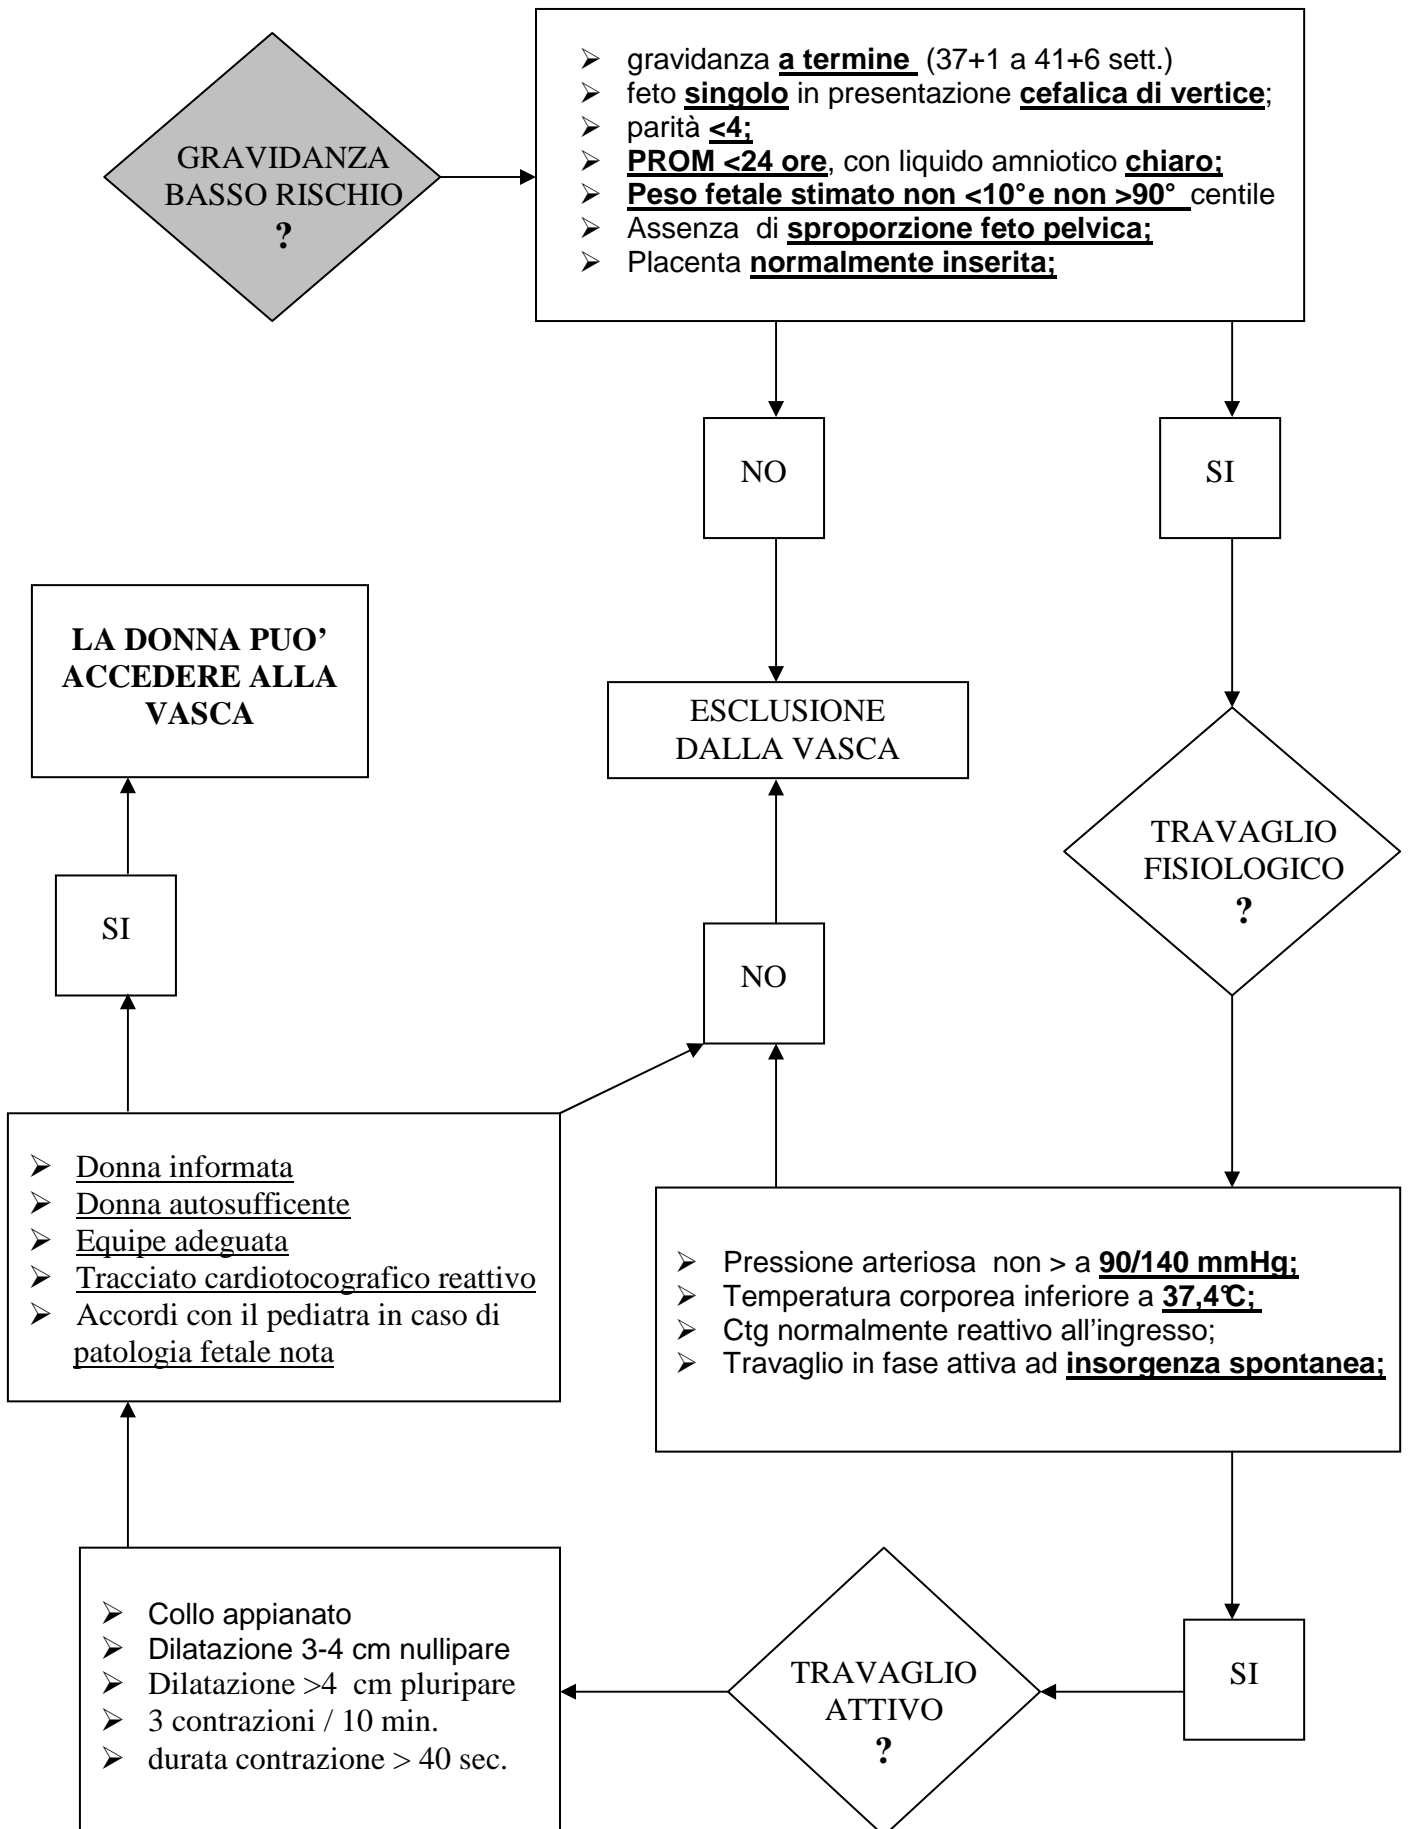 GRAVIDANZA
BASSO RISCHIO
?
➢ gravidanza a termine (37+1 a 41+6 sett.)
➢ feto singolo in presentazione cefalica di vertice;
➢ parità <4;
➢ PROM <24 ore, con liquido amniotico chiaro;
➢ Peso fetale stimato non <10° e non >90° centile
➢ Assenza di sproporzione feto pelvica;
➢ Placenta normalmente inserita;
NO
SI
LA DONNA PUO'
ACCEDERE ALLA
VASCA
ESCLUSIONE
DALLA VASCA
TRAVAGLIO
FISIOLOGICO
?
SI
NO
➢ Donna informata
➢ Donna autosufficente
➢ Equipe adeguata
➢ Tracciato cardiotocografico reattivo
➢ Accordi con il pediatra in caso di
patologia fetale nota
➢ Pressione arteriosa non > a 90/140 mmHg;
➢ Temperatura corporea inferiore a 37,4°C;
➢ Ctg normalmente reattivo all'ingresso;
➢ Travaglio in fase attiva ad insorgenza spontanea;
➢ Collo appianato
➢ Dilatazione 3-4 cm nullipare
➢ Dilatazione >4 cm pluripare
➢ 3 contrazioni / 10 min.
➢ durata contrazione > 40 sec.
TRAVAGLIO
ATTIVO
?
SI